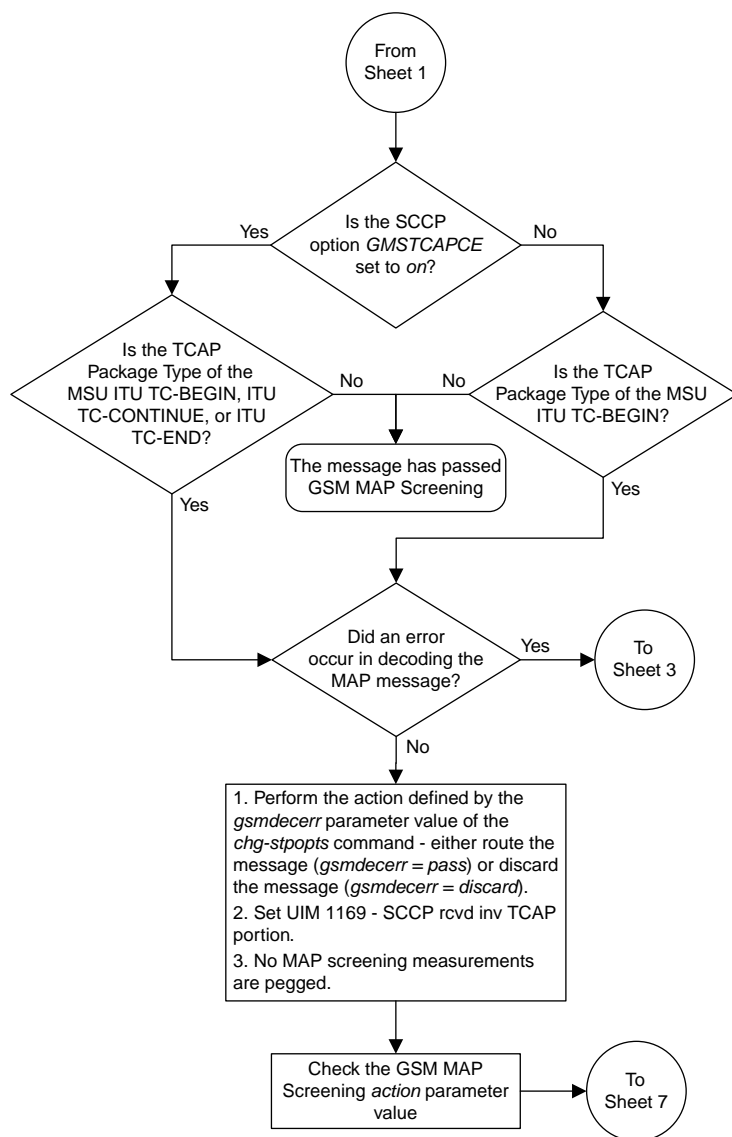 From
Sheet 1
Is the SCCP
option GMSTCAPCE
set to on?
Yes
No
Is the TCAP
Package Type of the
MSU ITU TC-BEGIN, ITU
TC-CONTINUE, or ITU
TC-END?
No
No
Is the TCAP
Package Type of the MSU
ITU TC-BEGIN?
The message has passed
GSM MAP Screening
Yes
Yes
Did an error
occur in decoding the
MAP message?
Yes
To
Sheet 3
No
1. Perform the action defined by the
gsmdecerr parameter value of the
chg-stpopts command - either route the
message (gsmdecerr = pass) or discard
the message (gsmdecerr = discard).
2. Set UIM 1169 - SCCP rcvd inv TCAP
portion.
3. No MAP screening measurements
are pegged.
Check the GSM MAP
Screening action parameter
value
To
Sheet 7